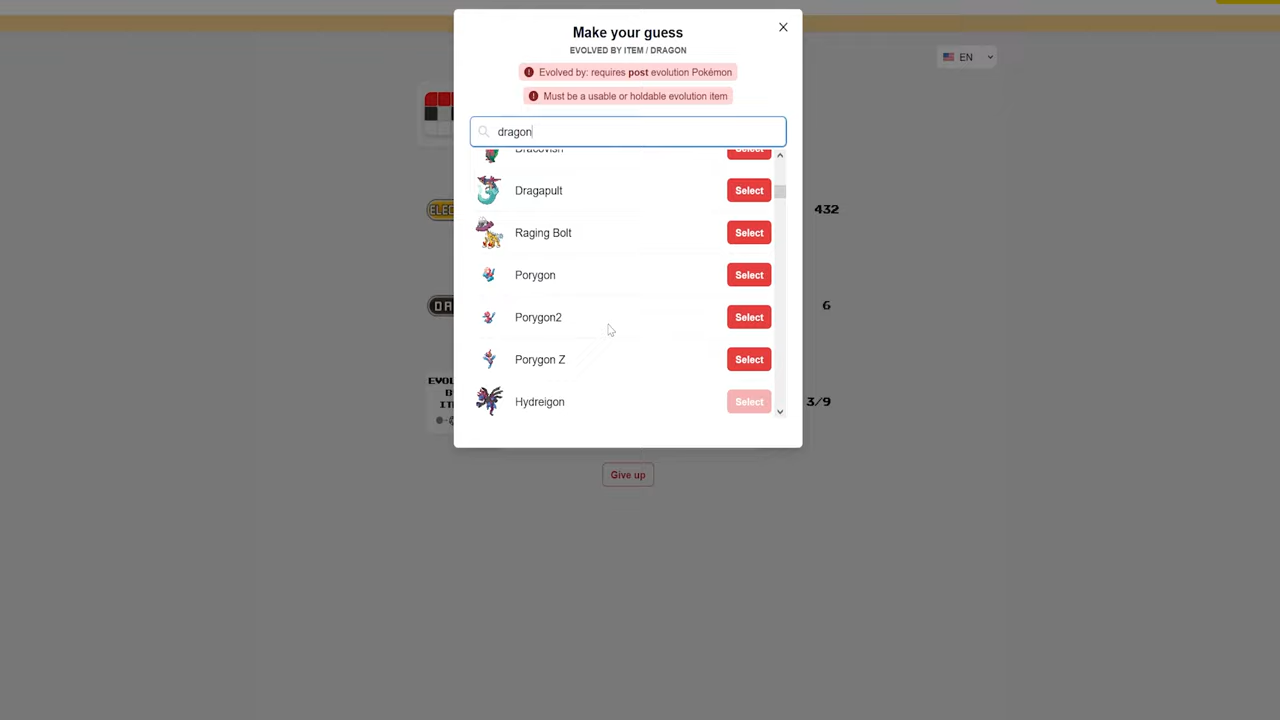 Make your guess
EVOLVED BY ITEM / DRAGON
Evolved by: requires post evolution Pokémon
Must be a usable or holdable evolution item
EN
dragon
Dragapult Select
Raging Bolt Select
Porygon Select
Porygon2 Select
Porygon Z Select
Hydreigon Select
432
6
3/9
Give up